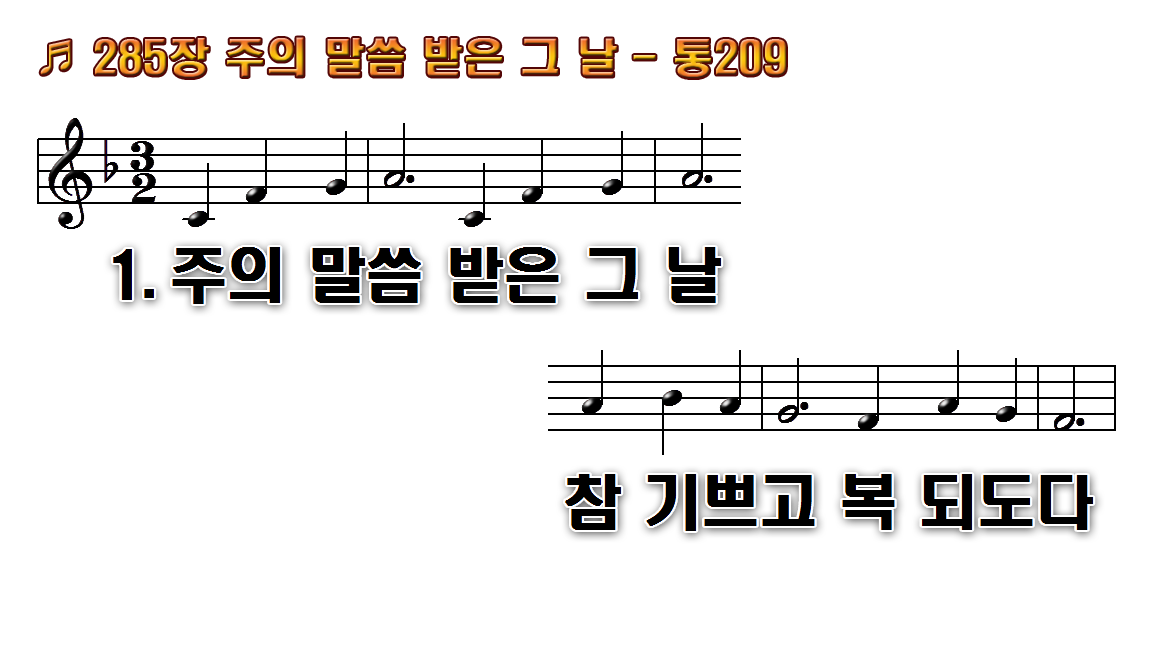 ♬ 285장 주의 말씀 받은 그 날 - 통209
3
2
1. 주의 말씀 받은 그 날
참 기쁘고 복 되도다